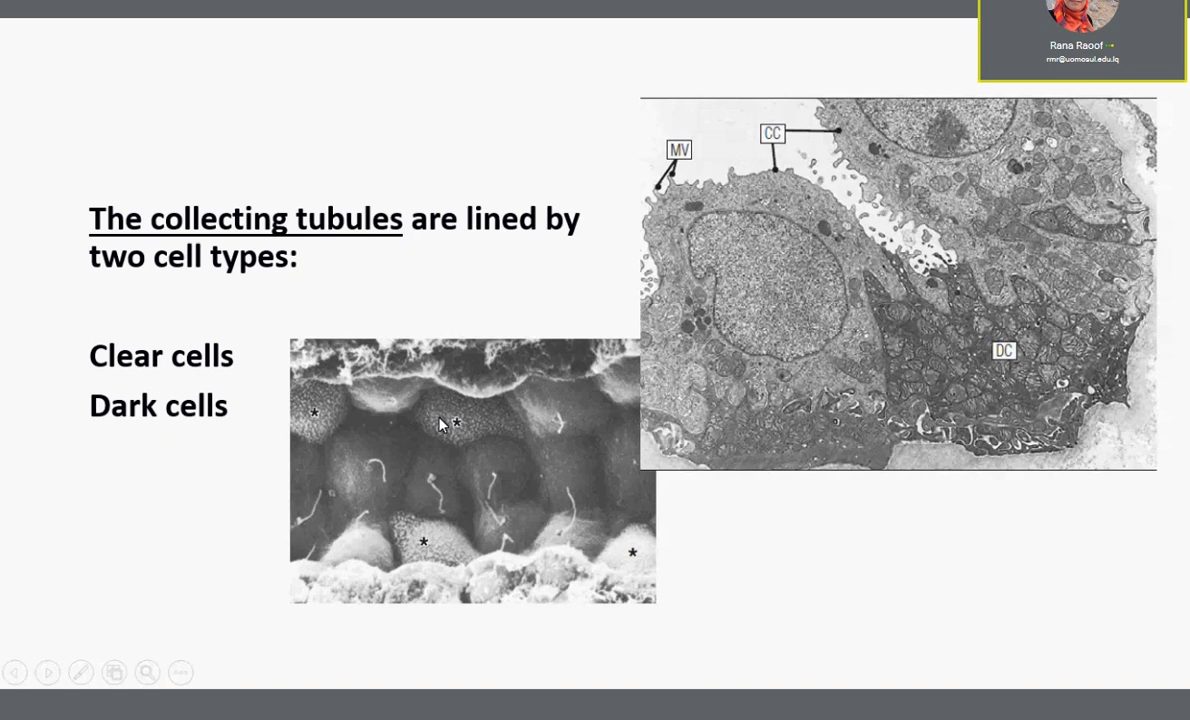 Rana Raoof
rmr@uomosul.edu.iq
MV
CC
The collecting tubules are lined by
two cell types:
DC
Clear cells
Dark cells
*
*
*
*